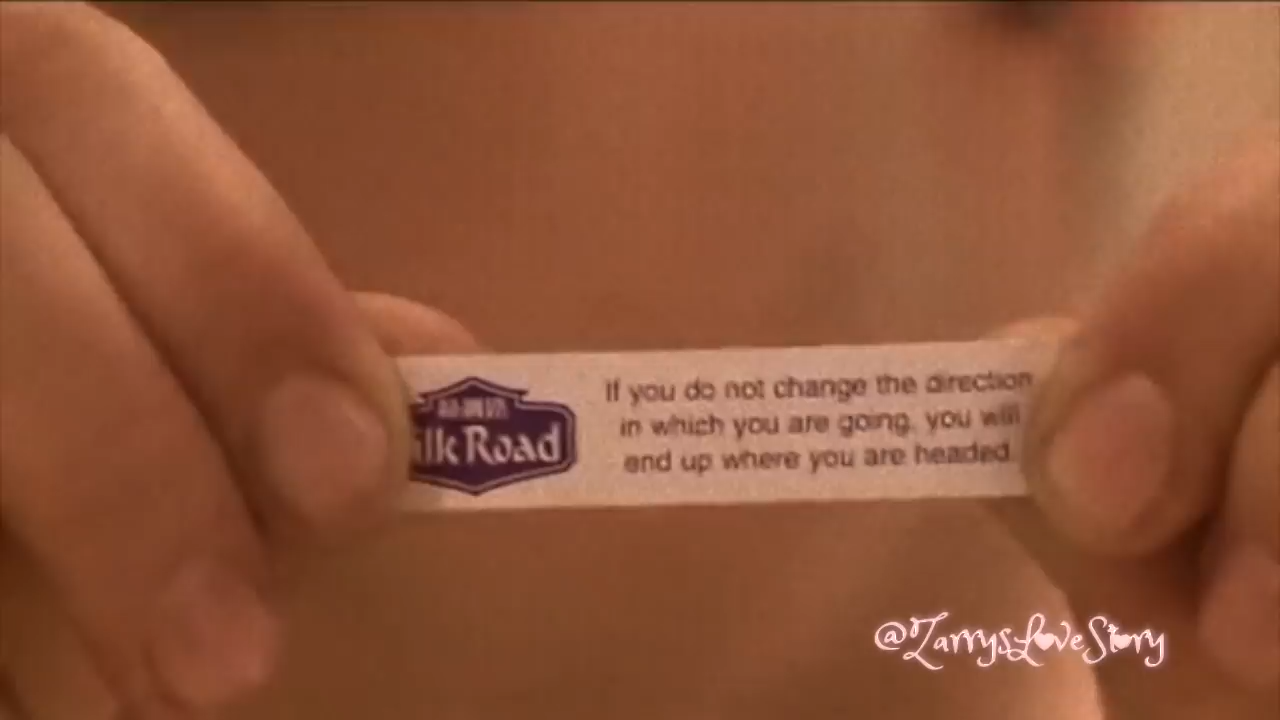 ilk Road
If you do not change the direction
in which you are going, you will
end up where you are headed.
@ZarrysLoveStory